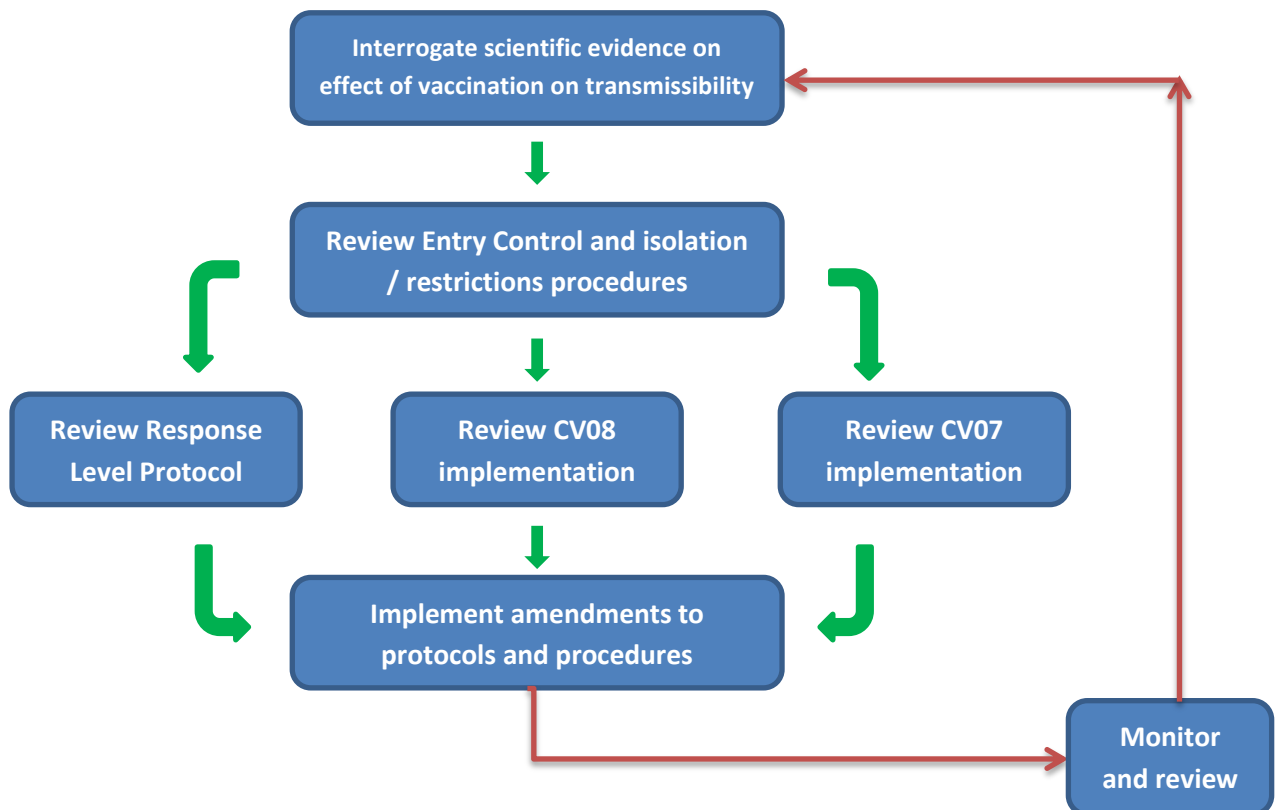 Interrogate scientific evidence on
effect of vaccination on transmissibility
Review Entry Control and isolation
/ restrictions procedures
Review Response
Level Protocol
Review CV08
implementation
Review CV07
implementation
Implement amendments to
protocols and procedures
Monitor
and review